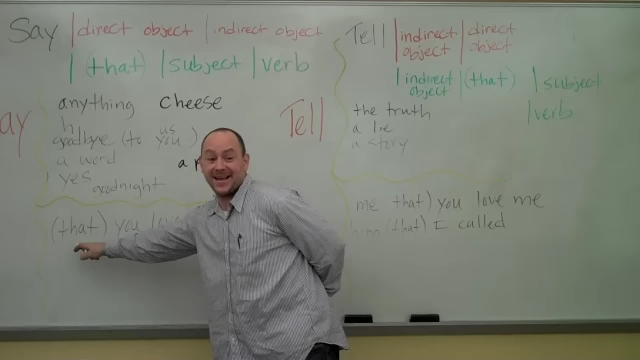 Say | direct object | indirect object
| (that) | subject | verb
anything cheese
goodbye (to you)
us
a word a
yes goodnight
(that) you love
ay
Tell
Tell | indirect object | direct object
| indirect object | (that) | subject
| verb
the truth
a lie
a story
me that) you love me
him (that) I called